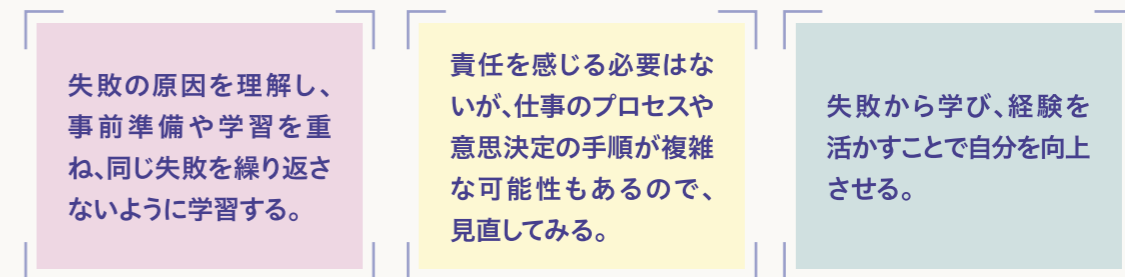 失敗の原因を理解し、
事前準備や学習を重
ね、同じ失敗を繰り返さ
ないように学習する。
責任を感じる必要はな
いが、仕事のプロセスや
意思決定の手順が複雑
な可能性もあるので、
見直してみる。
失敗から学び、経験を
活かすことで自分を向上
させる。